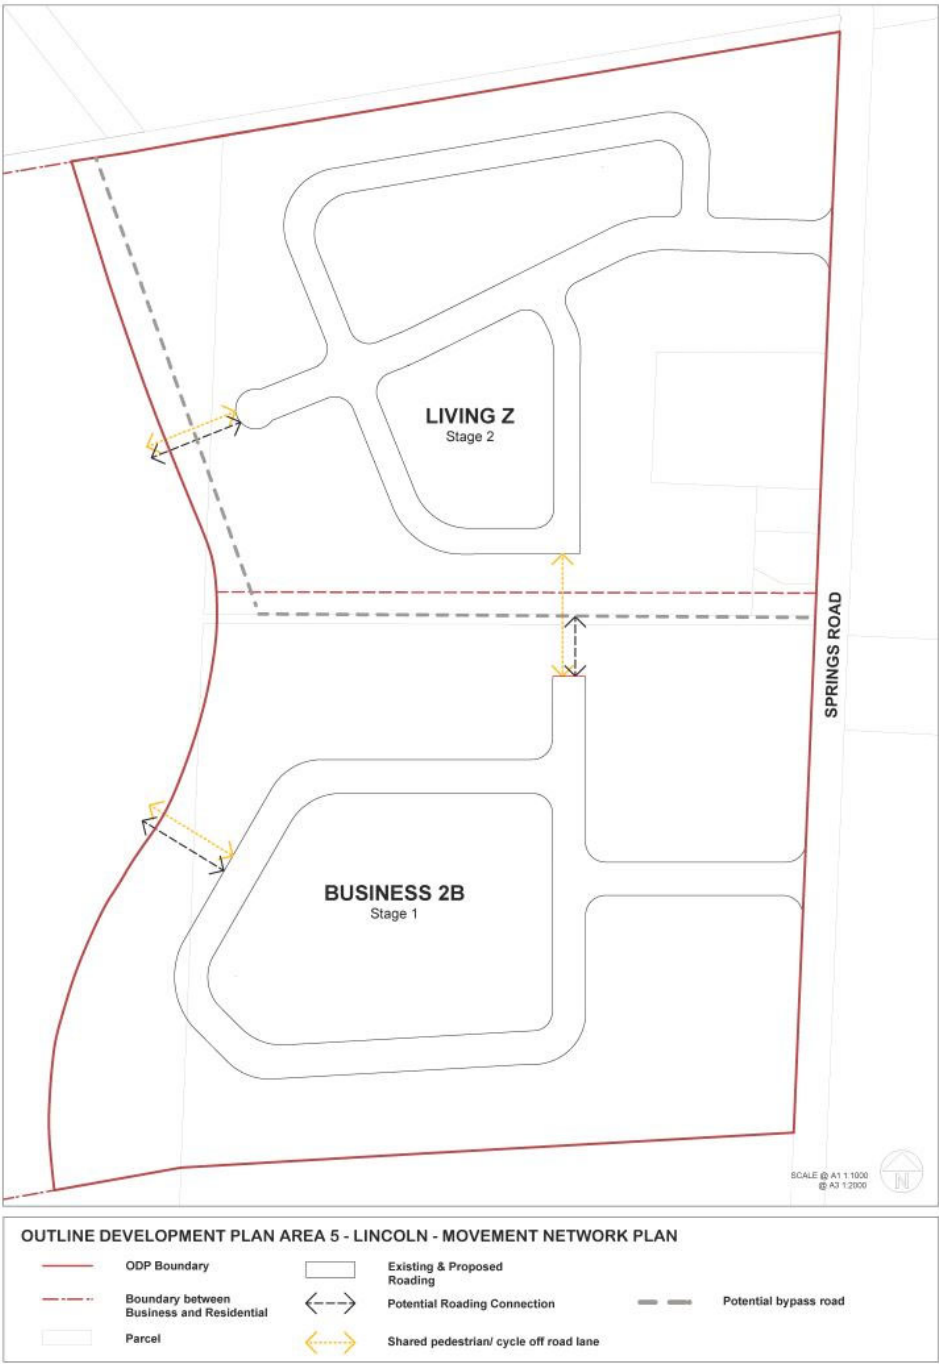 LIVING Z
Stage 2
SPRINGS ROAD
BUSINESS 2B
Stage 1
SCALE @ A1 1:1000
@ A3 1:2000
N
OUTLINE DEVELOPMENT PLAN AREA 5 - LINCOLN - MOVEMENT NETWORK PLAN
ODP Boundary
Existing & Proposed
Roading
Boundary between
Business and Residential
Potential Roading Connection
Potential bypass road
Parcel
Shared pedestrian/ cycle off road lane